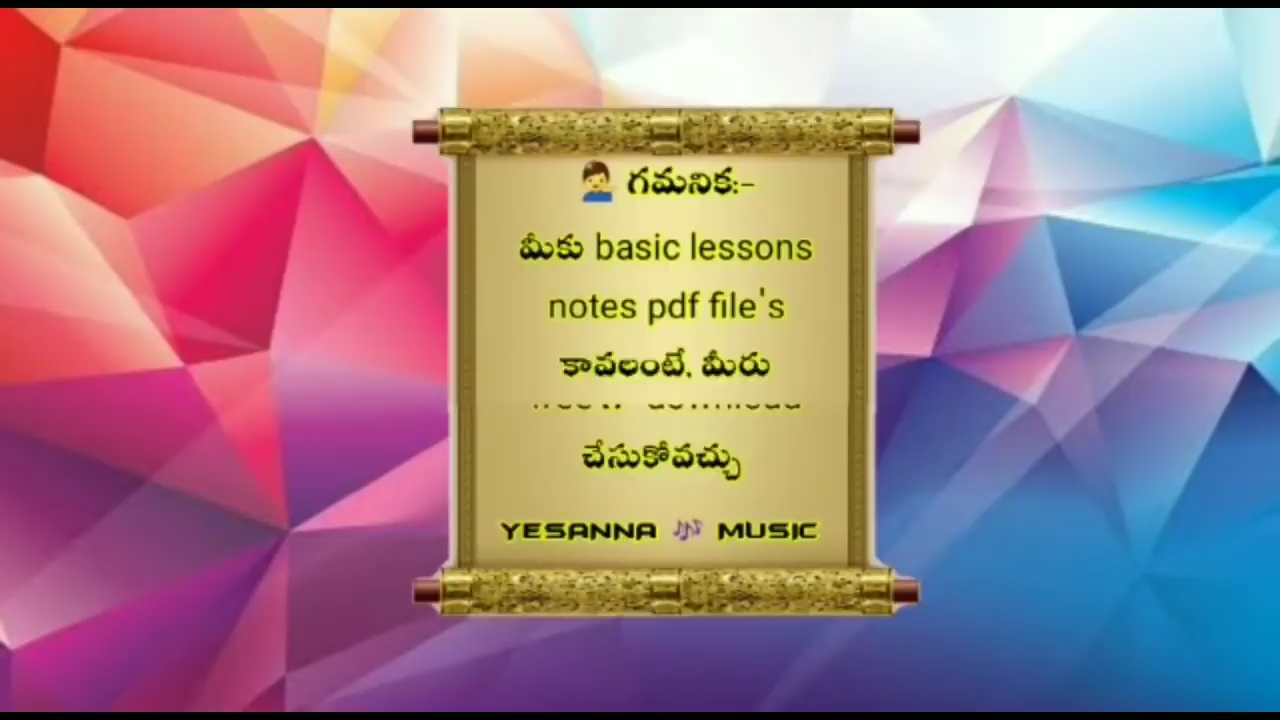 గమనిక:-
మీకు basic lessons
notes pdf file's
కావలంటే, మీరు
చేసుకోవచ్చు
YESANNA MUSIC